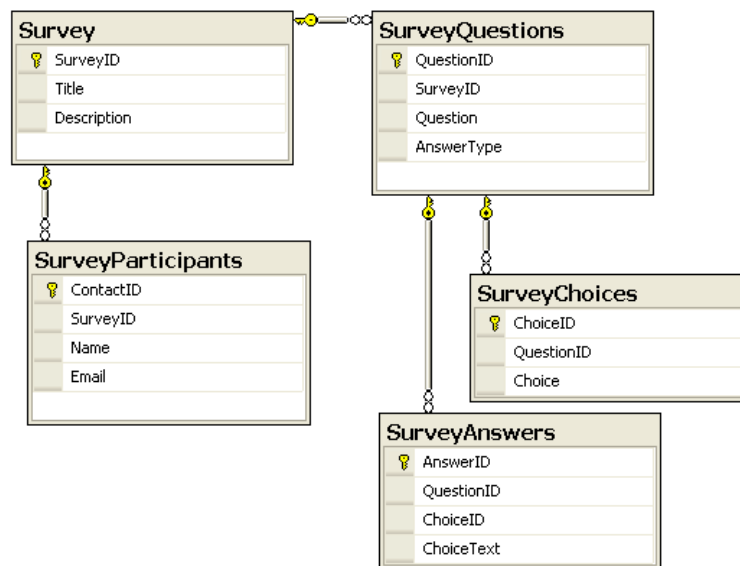 Survey
SurveyID
Title
Description
SurveyQuestions
QuestionID
SurveyID
Question
AnswerType
SurveyParticipants
ContactID
SurveyID
Name
Email
SurveyChoices
ChoiceID
QuestionID
Choice
SurveyAnswers
AnswerID
QuestionID
ChoiceID
ChoiceText